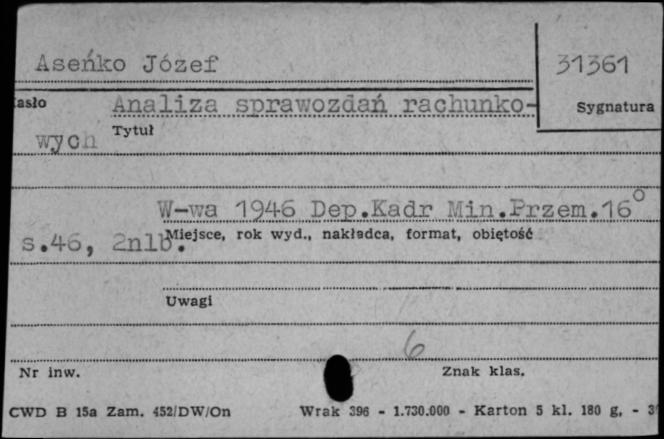 Aseńko Józef
31361
asło
Analiza sprawozdań rachunko-
Sygnatura
Tytuł
wych
W-wa 1946 Dep.Kadr Min.Przem.16°
Miejsce, rok wyd., nakładca, format, objętość
s.46, 2nlb.
Uwagi
6
Nr inw.
Znak klas.
CWD B 15a Zam. 452/DW/On
Wrak 396 - 1.730.000 - Karton 5 kl. 180 g. - 3